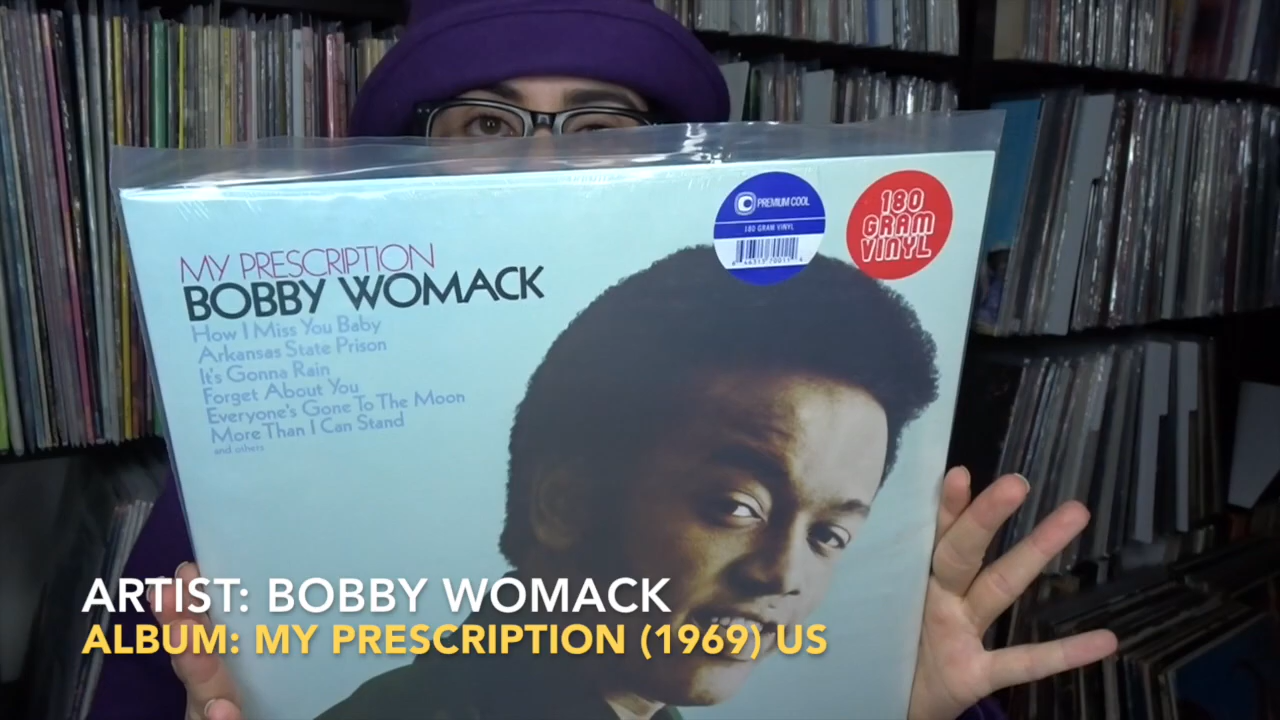 PREMIUM COOL
180 GRAM VINYL
180
GRAM
VINYL
MY PRESCRIPTION
BOBBY WOMACK
How I Miss You Baby
Arkansas State Prison
It's Gonna Rain
Forget About You
Everyone's Gone To The Moon
More Than I Can Stand
and others
ARTIST: BOBBY WOMACK
ALBUM: MY PRESCRIPTION (1969) US